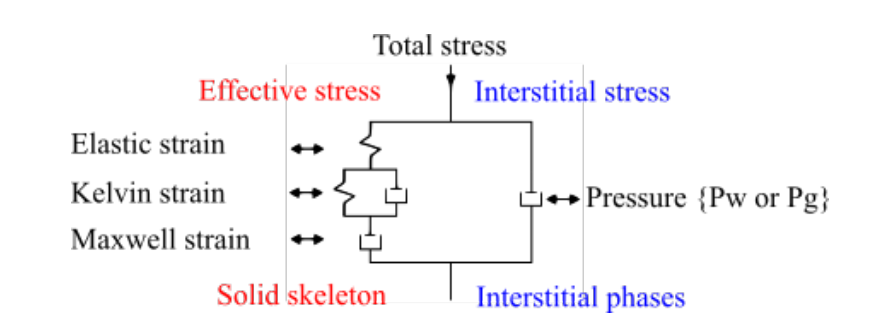 Total stress
Effective stress
Interstitial stress
Elastic strain
Kelvin strain
Pressure {Pw or Pg}
Maxwell strain
Solid skeleton
Interstitial phases